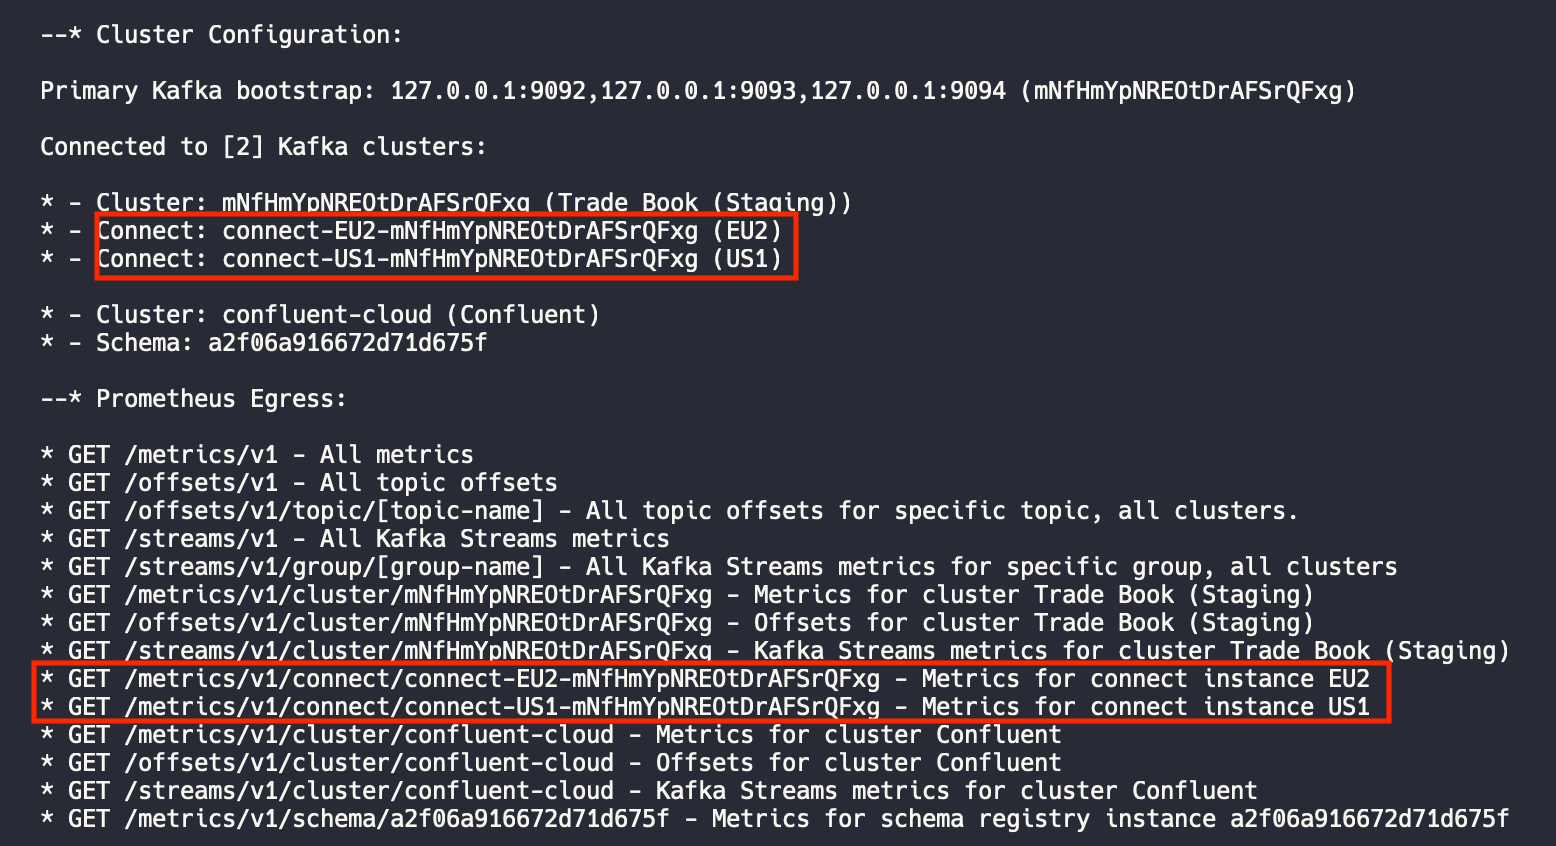 --* Cluster Configuration:
Primary Kafka bootstrap: 127.0.0.1:9092,127.0.0.1:9093,127.0.0.1:9094 (mNfHmYpNREOtDrAFSrQFxg)
Connected to [2] Kafka clusters:
* - Cluster: mNfHmYpNREOtDrAFSrQFxg (Trade Book (Staging))
* - Connect: connect-EU2-mNfHmYpNREOtDrAFSrQFxg (EU2)
* - Connect: connect-US1-mNfHmYpNREOtDrAFSrQFxg (US1)
* - Cluster: confluent-cloud (Confluent)
* - Schema: a2f06a916672d71d675f
--* Prometheus Egress:
* GET /metrics/v1 - All metrics
* GET /offsets/v1 - All topic offsets
* GET /offsets/v1/topic/[topic-name] - All topic offsets for specific topic, all clusters.
* GET /streams/v1 - All Kafka Streams metrics
* GET /streams/v1/group/[group-name] - All Kafka Streams metrics for specific group, all clusters
* GET /metrics/v1/cluster/mNfHmYpNREOtDrAFSrQFxg - Metrics for cluster Trade Book (Staging)
* GET /offsets/v1/cluster/mNfHmYpNREOtDrAFSrQFxg - Offsets for cluster Trade Book (Staging)
* GET /streams/v1/cluster/mNfHmYpNREOtDrAFSrQFxg - Kafka Streams metrics for cluster Trade Book (Staging)
* GET /metrics/v1/connect/connect-EU2-mNfHmYpNREOtDrAFSrQFxg - Metrics for connect instance EU2
* GET /metrics/v1/connect/connect-US1-mNfHmYpNREOtDrAFSrQFxg - Metrics for connect instance US1
* GET /metrics/v1/cluster/confluent-cloud - Metrics for cluster Confluent
* GET /offsets/v1/cluster/confluent-cloud - Offsets for cluster Confluent
* GET /streams/v1/cluster/confluent-cloud - Kafka Streams metrics for cluster Confluent
* GET /metrics/v1/schema/a2f06a916672d71d675f - Metrics for schema registry instance a2f06a916672d71d675f